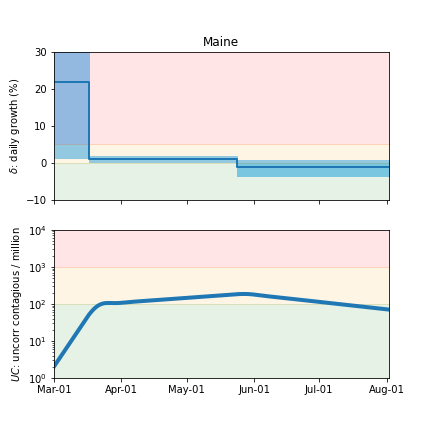 Maine
30
20
10
0
−10
δ: daily growth (%)
10⁴
10³
10²
10¹
10⁰
UC: uncorr contagious / million
Mar-01 Apr-01 May-01 Jun-01 Jul-01 Aug-01